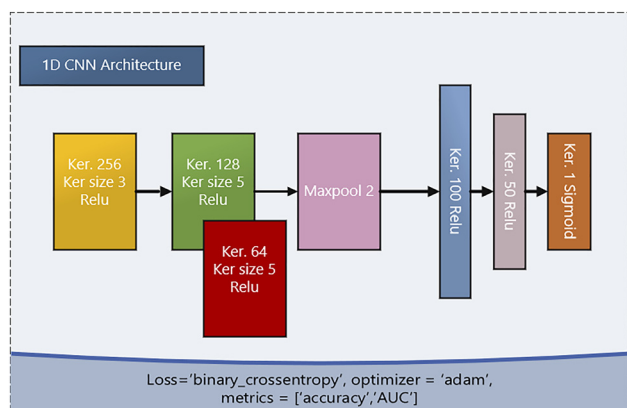 1D CNN Architecture
Ker. 256
Ker size 3
Relu
Ker. 128
Ker size 5
Relu
Ker. 64
Ker size 5
Relu
Maxpool 2
Ker. 100 Relu
Ker. 50 Relu
Ker. 1 Sigmoid
Loss='binary_crossentropy', optimizer = 'adam',
metrics = ['accuracy','AUC']